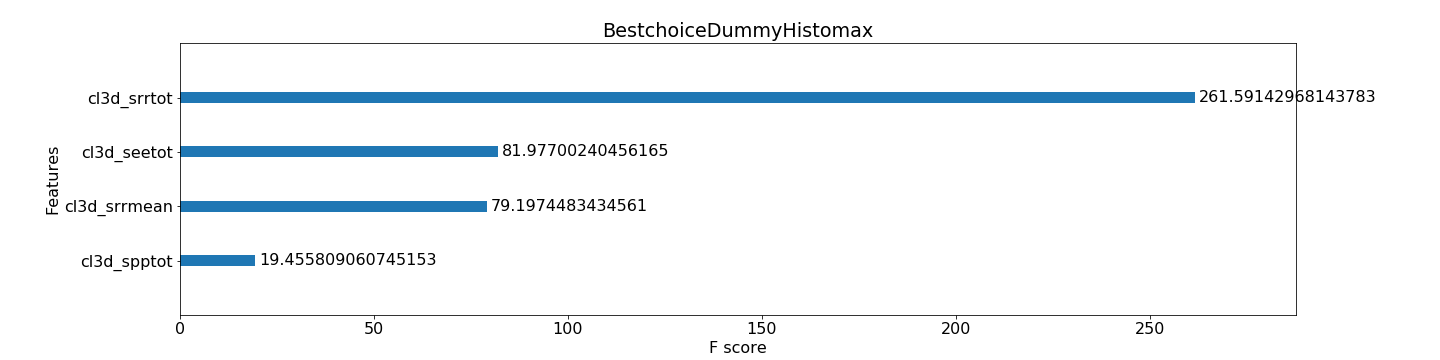 BestchoiceDummyHistomax
cl3d_srrtot
261.59142968143783
cl3d_seetot
81.97700240456165
cl3d_srrmean
79.1974483434561
cl3d_spptot
19.455809060745153
Features
0 50 100 150 200 250
F score